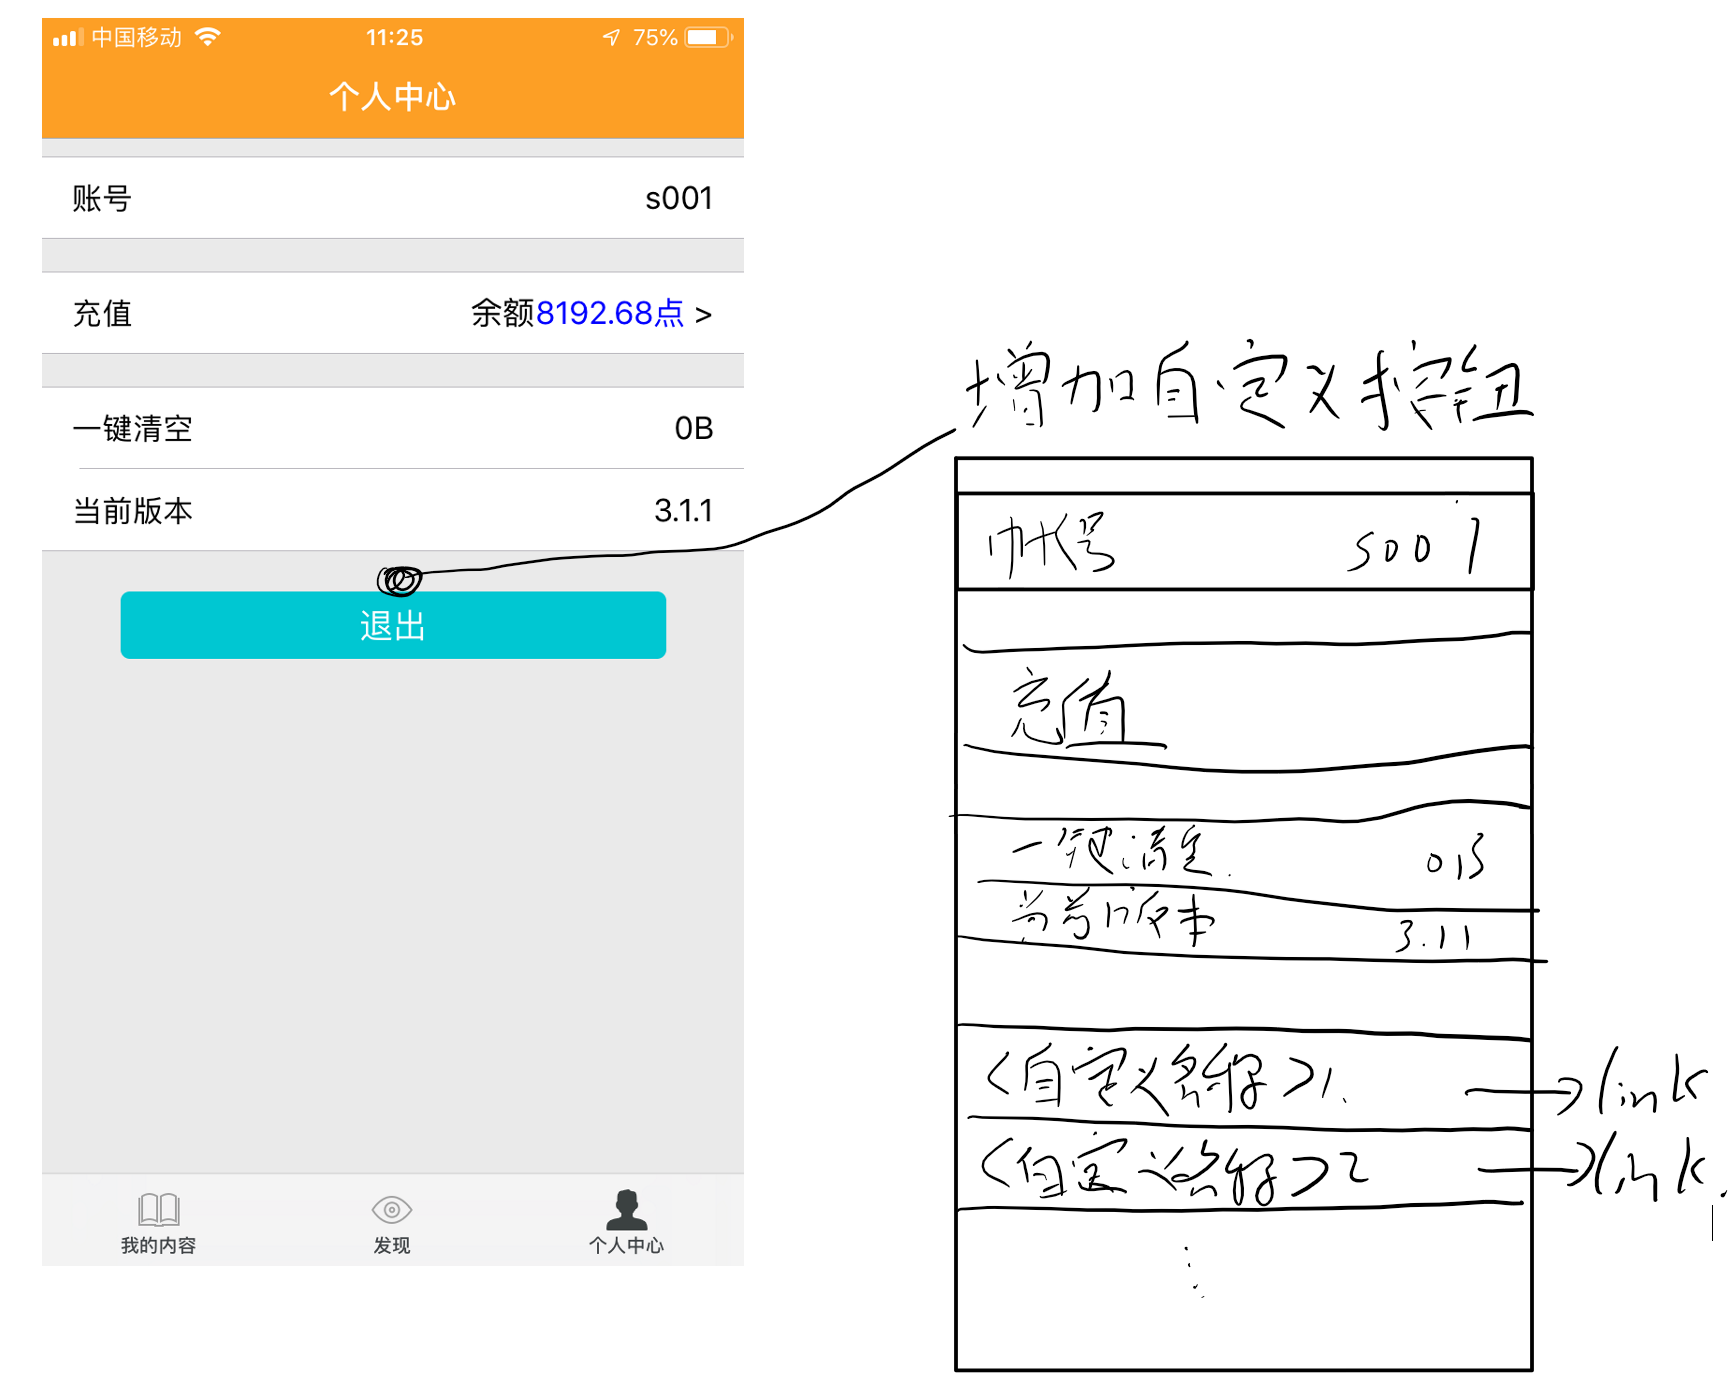 中国移动 11:25 75%
个人中心
账号 s001
充值 余额8192.68点 >
一键清空 0B
当前版本 3.1.1
退出
我的内容 发现 个人中心
增加自定义按钮
帐号 s001
充值
一键清空. 0B
当前版本 3.11
<自定义名称>1. → link
<自定义名称>2 → link.